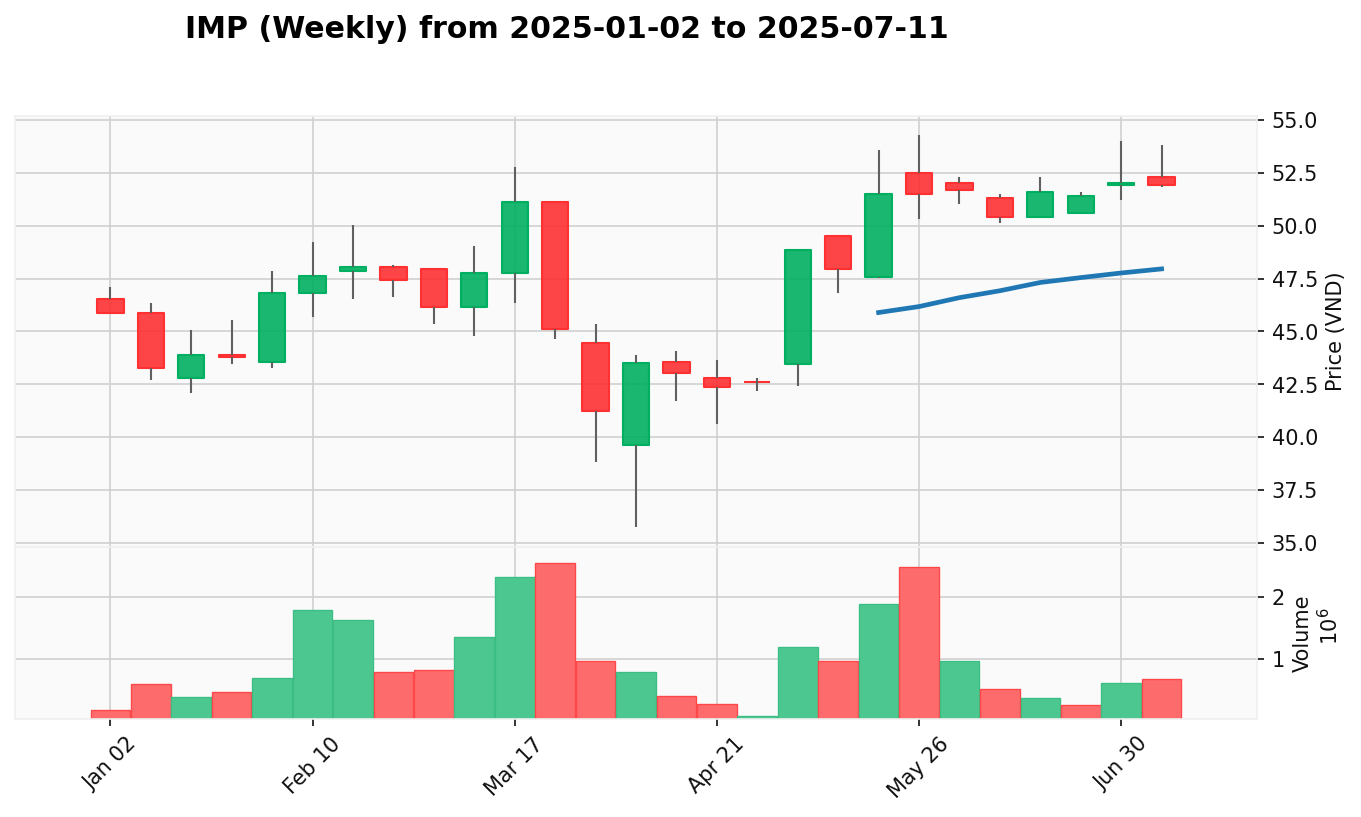 IMP (Weekly) from 2025-01-02 to 2025-07-11
55.0
52.5
50.0
47.5
45.0
42.5
40.0
37.5
35.0
Price (VND)
2
1
Volume
10⁶
Jan 02
Feb 10
Mar 17
Apr 21
May 26
Jun 30